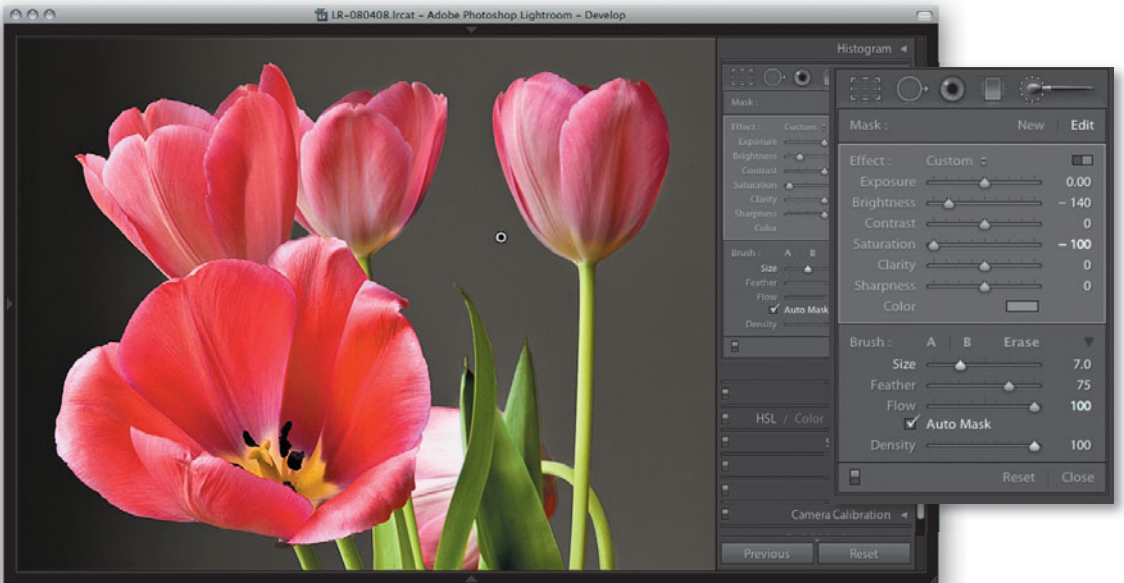 LR-080408.lrcat – Adobe Photoshop Lightroom – Develop
Histogram
Mask :
Effect : Custom
Exposure
Brightness
Contrast
Saturation
Clarity
Sharpness
Color
Brush : A B
Size
Feather
Flow
Auto Mask
Density
HSL / Color
Camera Calibration
Previous Reset
Mask : New Edit
Effect : Custom
Exposure 0.00
Brightness – 140
Contrast 0
Saturation – 100
Clarity 0
Sharpness 0
Color
Brush : A B Erase
Size 7.0
Feather 75
Flow 100
Auto Mask
Density 100
Reset Close